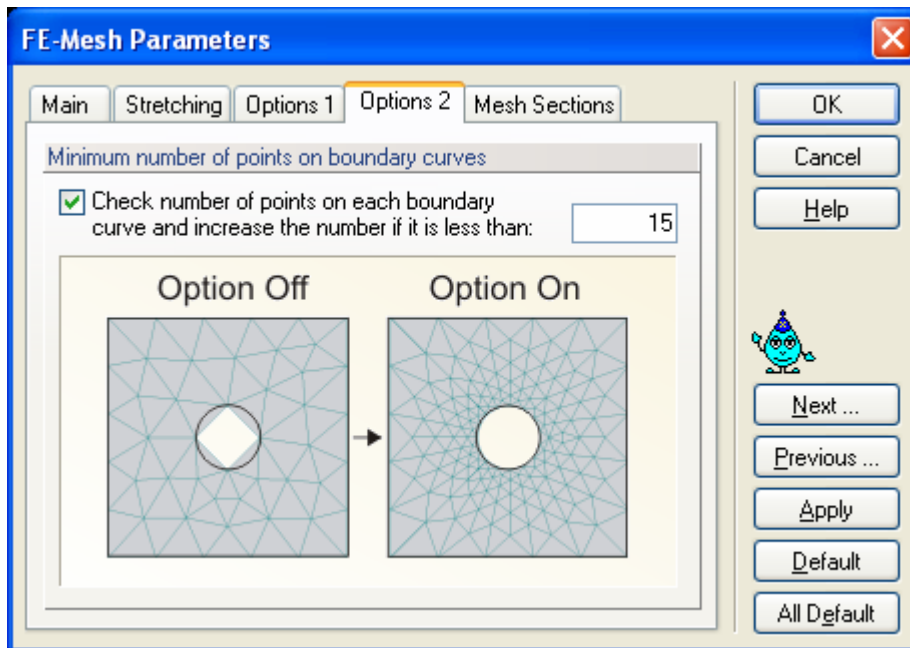 FE-Mesh Parameters
Main
Stretching
Options 1
Options 2
Mesh Sections
Minimum number of points on boundary curves
Check number of points on each boundary
curve and increase the number if it is less than:
15
Option Off
Option On
OK
Cancel
Help
Next ...
Previous ...
Apply
Default
All Default